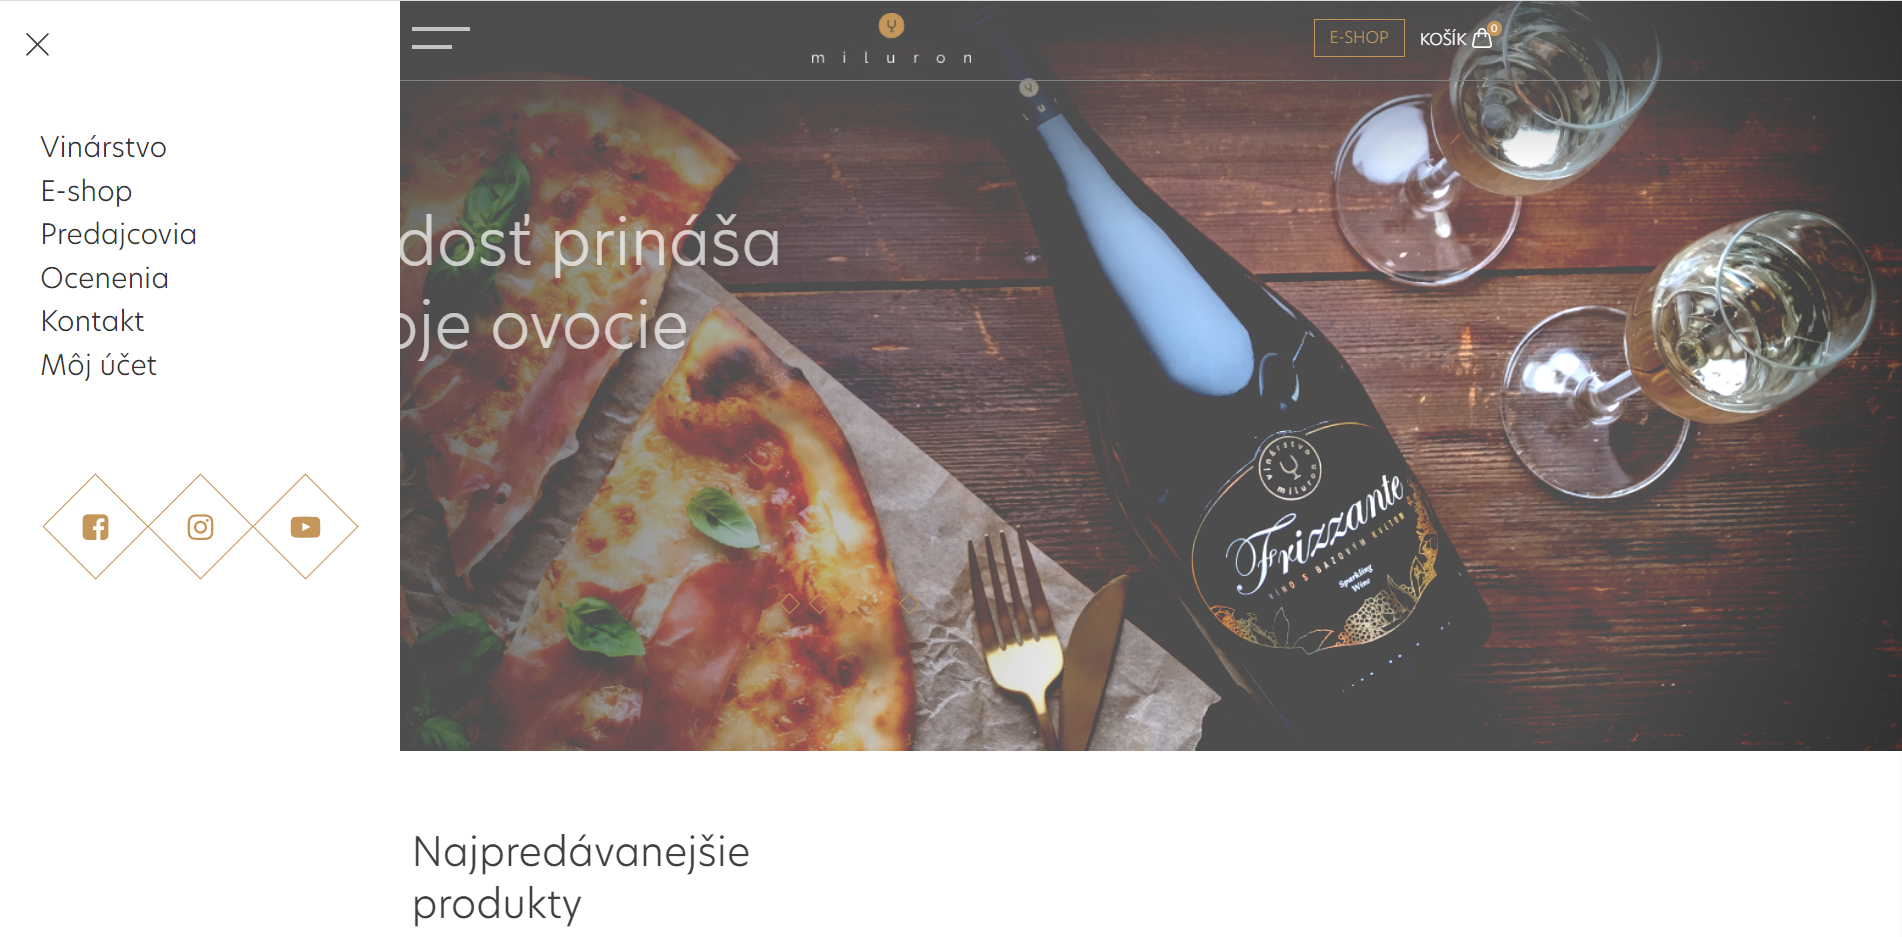 Vinárstvo
E-shop
Predajcovia
Ocenenia
Kontakt
Môj účet
miluron
E-SHOP
KOŠÍK 0
dosť prináša
oje ovocie
vinárstvo miluron
Frizzante
VÍNO S BAZOVÝM KVETOM
Sparkling
Wine
Najpredávanejšie
produkty